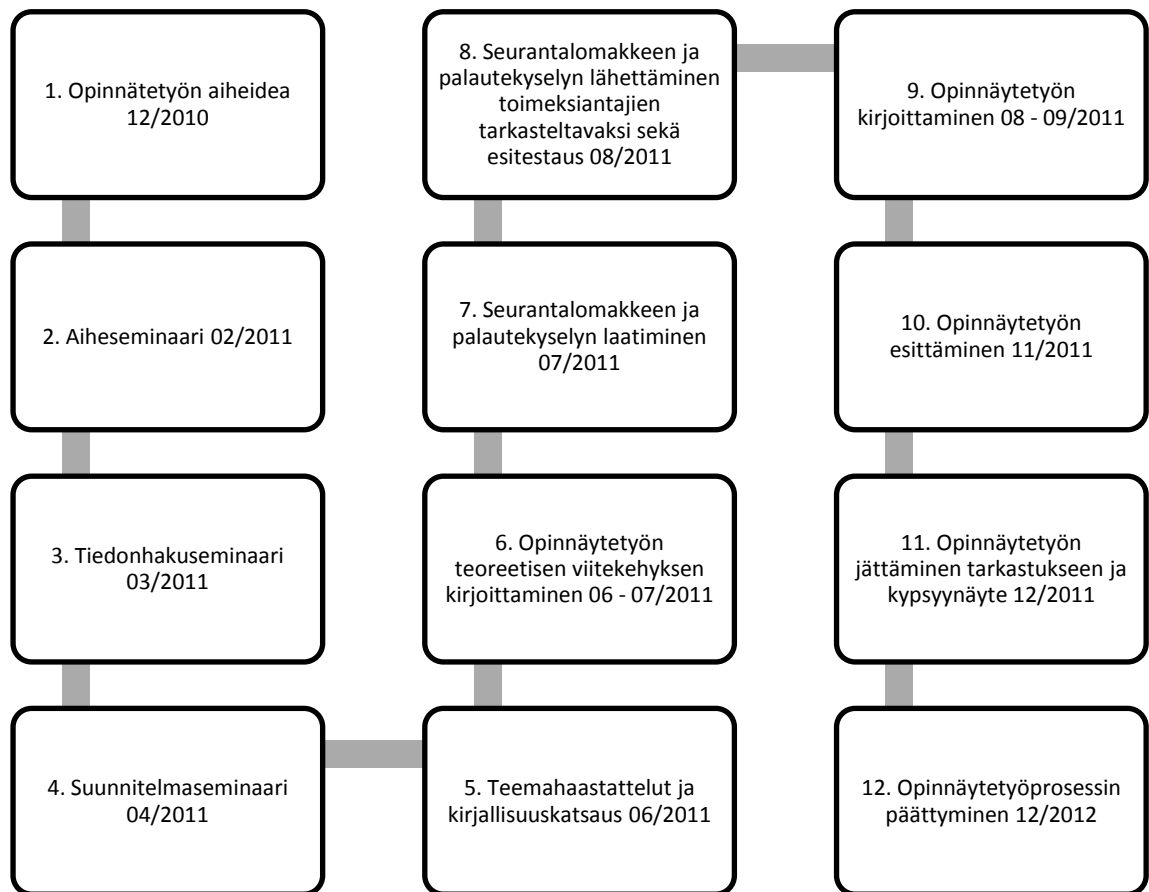 1. Opinnätetyön aiheidea
12/2010
2. Aiheseminaari 02/2011
3. Tiedonhakuseminaari
03/2011
4. Suunnitelmaseminaari
04/2011
5. Teemahaastattelut ja
kirjallisuuskatsaus 06/2011
6. Opinnäytetyön
teoreetisen viitekehyksen
kirjoittaminen 06 - 07/2011
7. Seurantalomakkeen ja
palautekyselyn laatiminen
07/2011
8. Seurantalomakkeen ja
palautekyselyn lähettäminen
toimeksiantajien
tarkasteltavaksi sekä
esitestaus 08/2011
9. Opinnäytetyön
kirjoittaminen 08 - 09/2011
10. Opinnäytetyön
esittäminen 11/2011
11. Opinnäytetyön
jättäminen tarkastukseen ja
kypsyynäyte 12/2011
12. Opinnäytetyöprosessin
päättyminen 12/2012